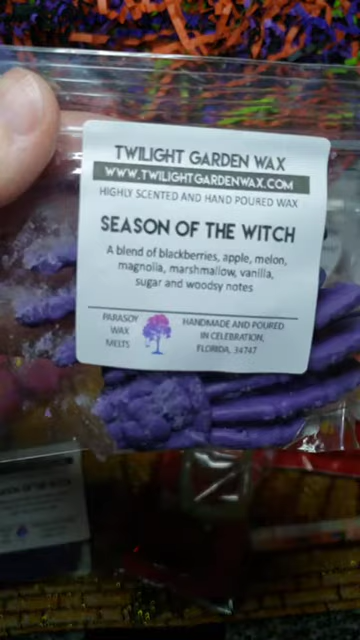 TWILIGHT GARDEN WAX
WWW.TWILIGHTGARDENWAX.COM
HIGHLY SCENTED AND HAND POURED WAX
SEASON OF THE WITCH
A blend of blackberries, apple, melon,
magnolia, marshmallow, vanilla,
sugar and woodsy notes
PARASOY
WAX
MELTS
HANDMADE AND POURED
IN CELEBRATION,
FLORIDA, 34747